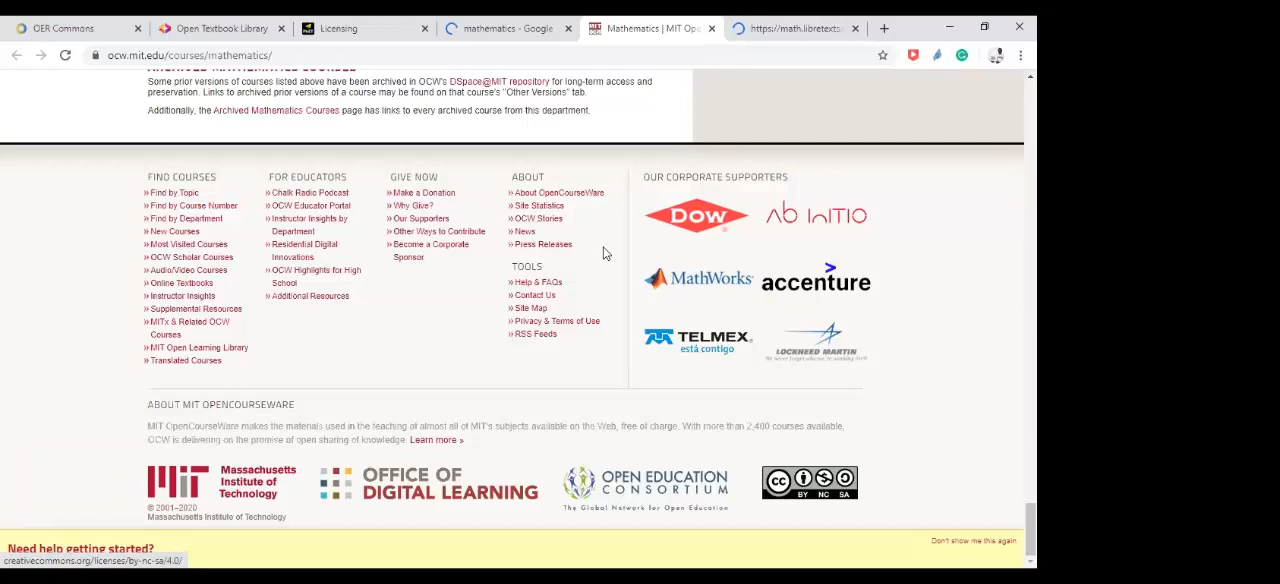 OER Commons
Open Textbook Library
Licensing
mathematics - Google
Mathematics | MIT Ope
https://math.libretexts.
ocw.mit.edu/courses/mathematics/
ARCHIVED MATHEMATICS COURSES
Some prior versions of courses listed above have been archived in OCW's DSpace@MIT repository for long-term access and
preservation. Links to archived prior versions of a course may be found on that course's "Other Versions" tab.
Additionally, the Archived Mathematics Courses page has links to every archived course from this department.
FIND COURSES
» Find by Topic
» Find by Course Number
» Find by Department
» New Courses
» Most Visited Courses
» OCW Scholar Courses
» Audio/Video Courses
» Online Textbooks
» Instructor Insights
» Supplemental Resources
» MITx & Related OCW
Courses
» MIT Open Learning Library
» Translated Courses
FOR EDUCATORS
» Chalk Radio Podcast
» OCW Educator Portal
» Instructor Insights by
Department
» Residential Digital
Innovations
» OCW Highlights for High
School
» Additional Resources
GIVE NOW
» Make a Donation
» Why Give?
» Our Supporters
» Other Ways to Contribute
» Become a Corporate
Sponsor
ABOUT
» About OpenCourseWare
» Site Statistics
» OCW Stories
» News
» Press Releases
TOOLS
» Help & FAQs
» Contact Us
» Site Map
» Privacy & Terms of Use
» RSS Feeds
OUR CORPORATE SUPPORTERS
Dow
Ab Initio
MathWorks
accenture
TELMEX
está contigo
LOCKHEED MARTIN
ABOUT MIT OPENCOURSEWARE
MIT OpenCourseWare makes the materials used in the teaching of almost all of MIT's subjects available on the Web, free of charge. With more than 2,400 courses available,
OCW is delivering on the promise of open sharing of knowledge. Learn more »
Massachusetts
Institute of
Technology
© 2001–2020
Massachusetts Institute of Technology
OFFICE OF
DIGITAL LEARNING
OPEN EDUCATION
CONSORTIUM
The Global Network for Open Education
cc BY NC SA
Need help getting started?
Don't show me this again
creativecommons.org/licenses/by-nc-sa/4.0/